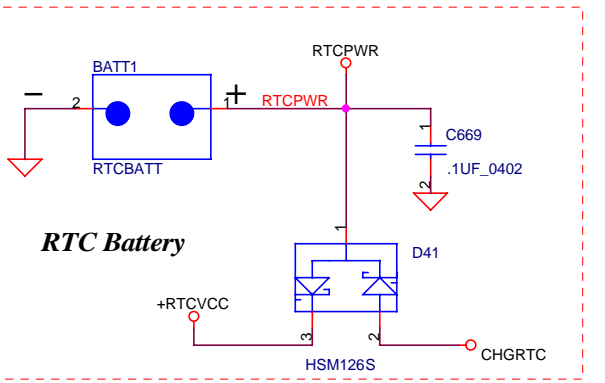 RTCPWR
BATT1
- +
2 1 RTCPWR
1
C669
RTCBATT
.1UF_0402
2
RTC Battery
1
D41
+RTCVCC
3 2
CHGRTC
HSM126S